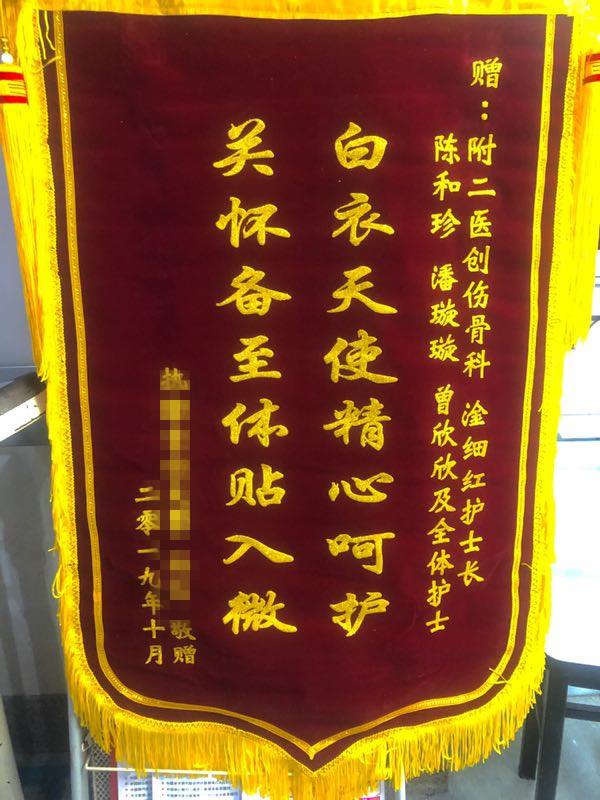 赠：附二医创伤骨科 淦细红护士长
陈和珍 潘璇璇 曾欣欣及全体护士
白衣天使精心呵护
关怀备至体贴入微
抗
敬赠
二零一九年十月